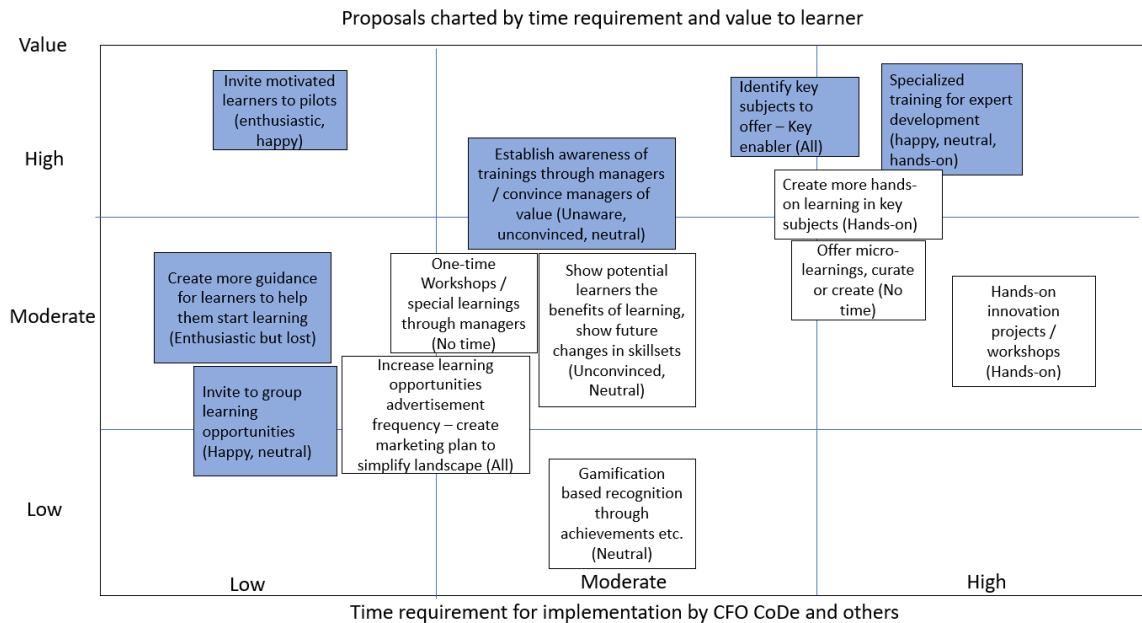 Proposals charted by time requirement and value to learner
Value
High
Moderate
Low
Invite motivated
learners to pilots
(enthusiastic,
happy)
Identify key
subjects to
offer – Key
enabler (All)
Specialized
training for expert
development
(happy, neutral,
hands-on)
Establish awareness of
trainings through managers
/ convince managers of
value (Unaware,
unconvinced, neutral)
Create more hands-
on learning in key
subjects (Hands-on)
Create more guidance
for learners to help
them start learning
(Enthusiastic but lost)
One-time
Workshops /
special learnings
through managers
(No time)
Show potential
learners the
benefits of learning,
show future
changes in skillsets
(Unconvinced,
Neutral)
Offer micro-
learnings, curate
or create (No
time)
Hands-on
innovation
projects /
workshops
(Hands-on)
Invite to group
learning
opportunities
(Happy, neutral)
Increase learning
opportunities
advertisement
frequency – create
marketing plan to
simplify landscape (All)
Gamification
based recognition
through
achievements etc.
(Neutral)
Low
Moderate
High
Time requirement for implementation by CFO CoDe and others